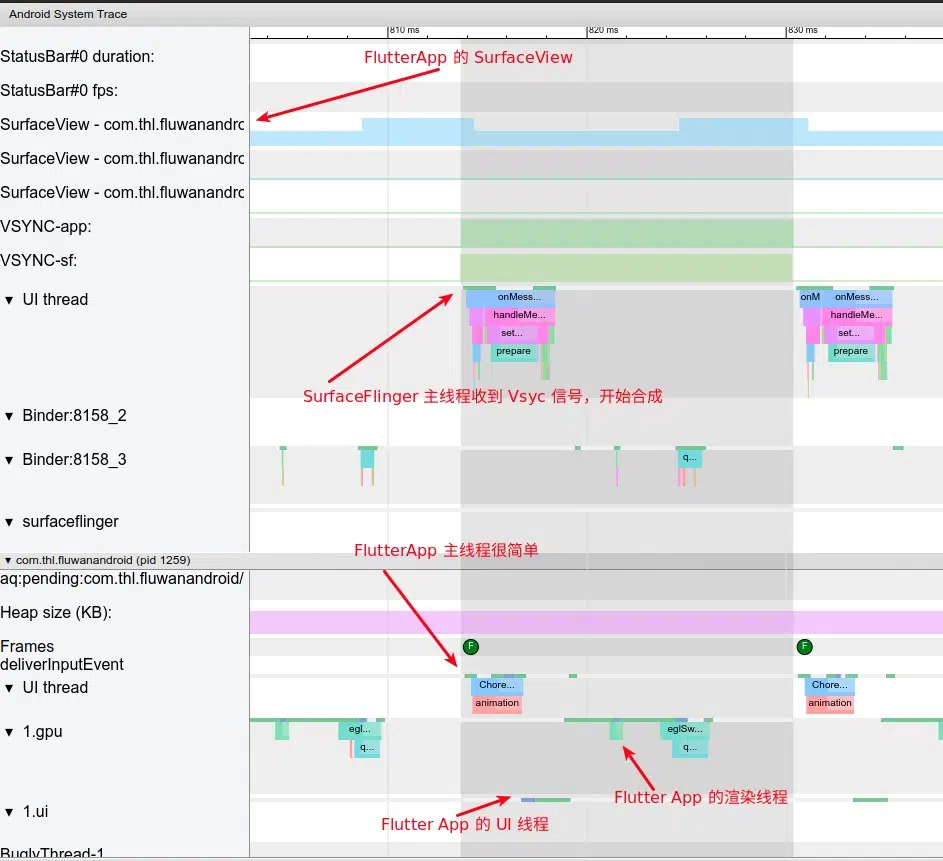 Android System Trace
810 ms
820 ms
830 ms
StatusBar#0 duration:
FlutterApp 的 SurfaceView
StatusBar#0 fps:
SurfaceView - com.thl.fluwanandro
SurfaceView - com.thl.fluwanandro
SurfaceView - com.thl.fluwanandro
VSYNC-app:
VSYNC-sf:
▼ UI thread
onMess...
onM
onMess...
handleMe...
handleMe...
set...
set...
prepare
prepare
SurfaceFlinger 主线程收到 Vsyc 信号，开始合成
▼ Binder:8158_2
▼ Binder:8158_3
q...
▼ surfaceflinger
FlutterApp 主线程很简单
▼ com.thl.fluwanandroid (pid 1259)
aq:pending:com.thl.fluwanandroid/
Heap size (KB):
Frames
F
F
deliverInputEvent
▼ UI thread
Chore...
Chore...
animation
animation
▼ 1.gpu
egl...
eglSw...
q...
q...
Flutter App 的渲染线程
▼ 1.ui
Flutter App 的 UI 线程
BuglyThread-1